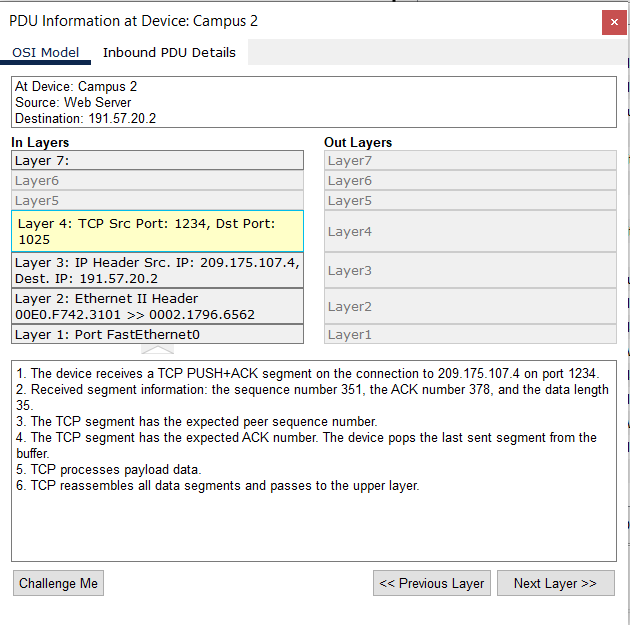 PDU Information at Device: Campus 2
OSI Model Inbound PDU Details
At Device: Campus 2
Source: Web Server
Destination: 191.57.20.2
In Layers
Layer 7:
Layer6
Layer5
Layer 4: TCP Src Port: 1234, Dst Port:
1025
Layer 3: IP Header Src. IP: 209.175.107.4,
Dest. IP: 191.57.20.2
Layer 2: Ethernet II Header
00E0.F742.3101 >> 0002.1796.6562
Layer 1: Port FastEthernet0
Out Layers
Layer7
Layer6
Layer5
Layer4
Layer3
Layer2
Layer1
1. The device receives a TCP PUSH+ACK segment on the connection to 209.175.107.4 on port 1234.
2. Received segment information: the sequence number 351, the ACK number 378, and the data length
35.
3. The TCP segment has the expected peer sequence number.
4. The TCP segment has the expected ACK number. The device pops the last sent segment from the
buffer.
5. TCP processes payload data.
6. TCP reassembles all data segments and passes to the upper layer.
Challenge Me
<< Previous Layer
Next Layer >>